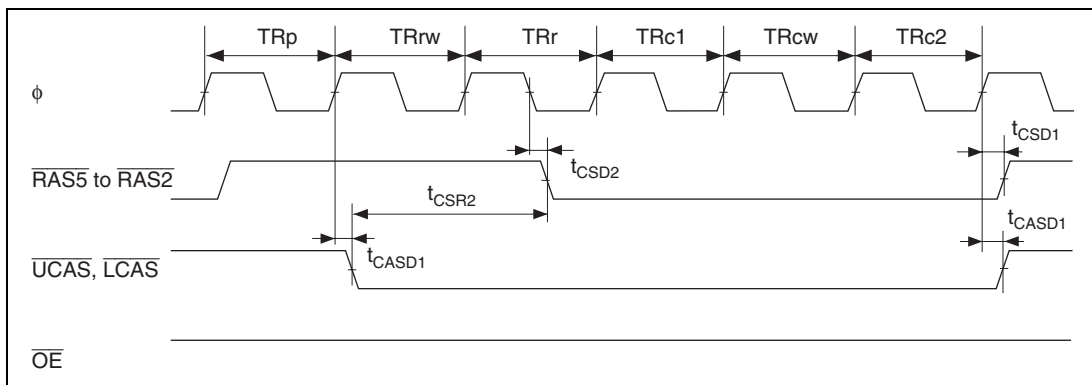 TRp TRrw TRr TRc1 TRcw TRc2
ϕ
tCSD1
RAS5 to RAS2
tCSD2
tCSR2
tCASD1
UCAS, LCAS
tCASD1
OE